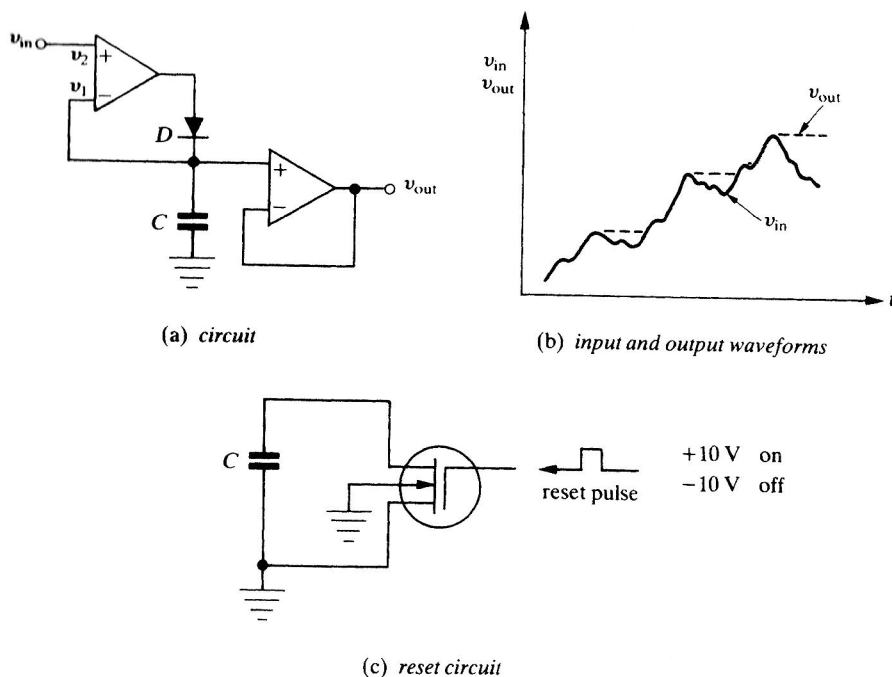 v_in
v_2
+
v_1
−
D
+
−
v_out
C
(a) circuit
v_in
v_out
v_out
v_in
t
(b) input and output waveforms
C
reset pulse
+10 V on
−10 V off
(c) reset circuit